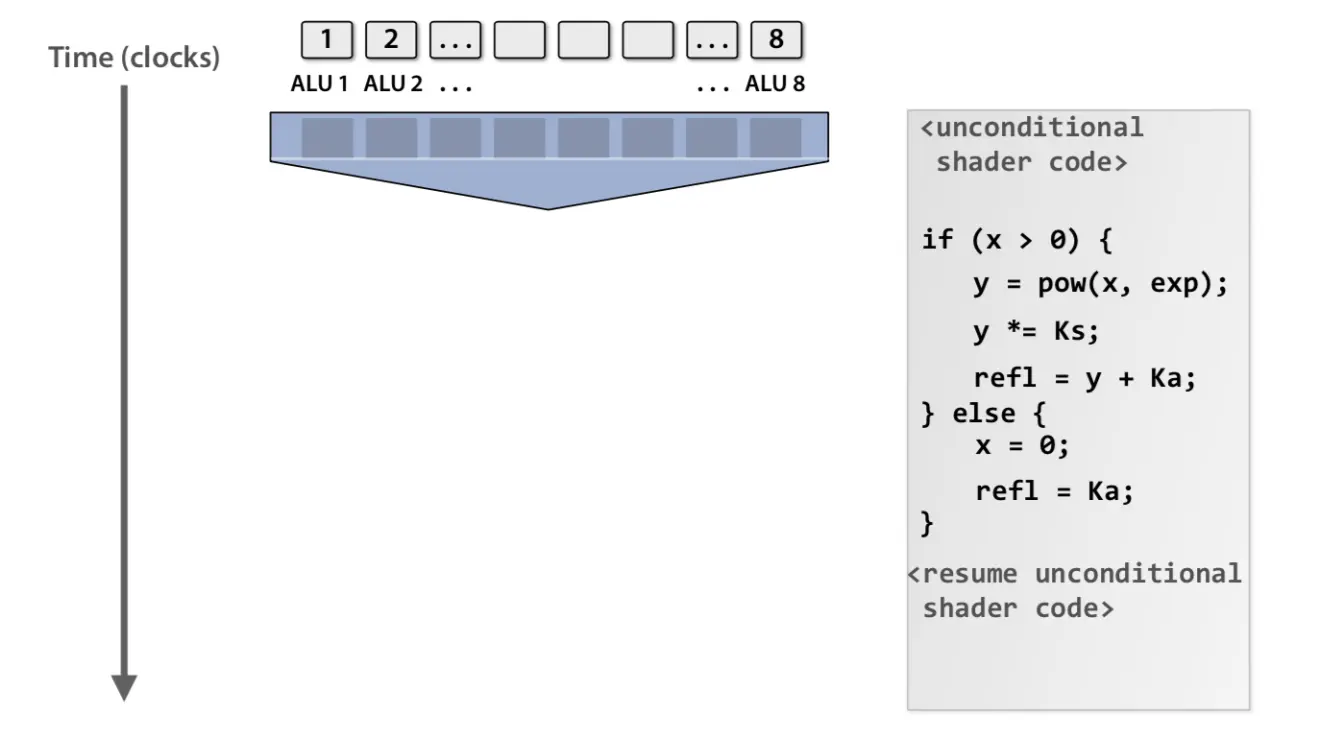 Time (clocks)
1 2 ... ... 8
ALU 1 ALU 2 ... ... ALU 8
<unconditional
shader code>
if (x > 0) {
y = pow(x, exp);
y *= Ks;
refl = y + Ka;
} else {
x = 0;
refl = Ka;
}
<resume unconditional
shader code>